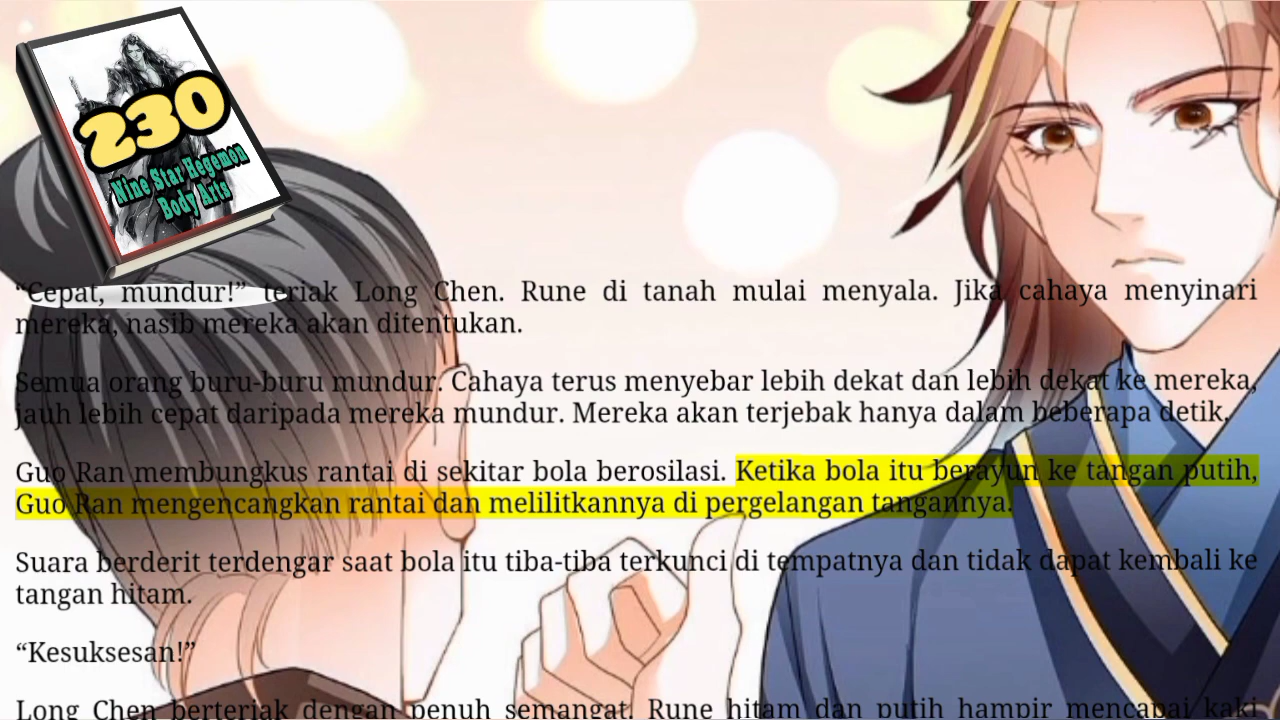 230
Nine Star Hegemon
Body Arts
“Cepat, mundur!” teriak Long Chen. Rune di tanah mulai menyala. Jika cahaya menyinari
mereka, nasib mereka akan ditentukan.
Semua orang buru-buru mundur. Cahaya terus menyebar lebih dekat dan lebih dekat ke mereka,
jauh lebih cepat daripada mereka mundur. Mereka akan terjebak hanya dalam beberapa detik.
Guo Ran membungkus rantai di sekitar bola berosilasi. Ketika bola itu berayun ke tangan putih,
Guo Ran mengencangkan rantai dan melilitkannya di pergelangan tangannya.
Suara berderit terdengar saat bola itu tiba-tiba terkunci di tempatnya dan tidak dapat kembali ke
tangan hitam.
“Kesuksesan!”
Long Chen berteriak dengan penuh semangat. Rune hitam dan putih hampir mencapai kaki